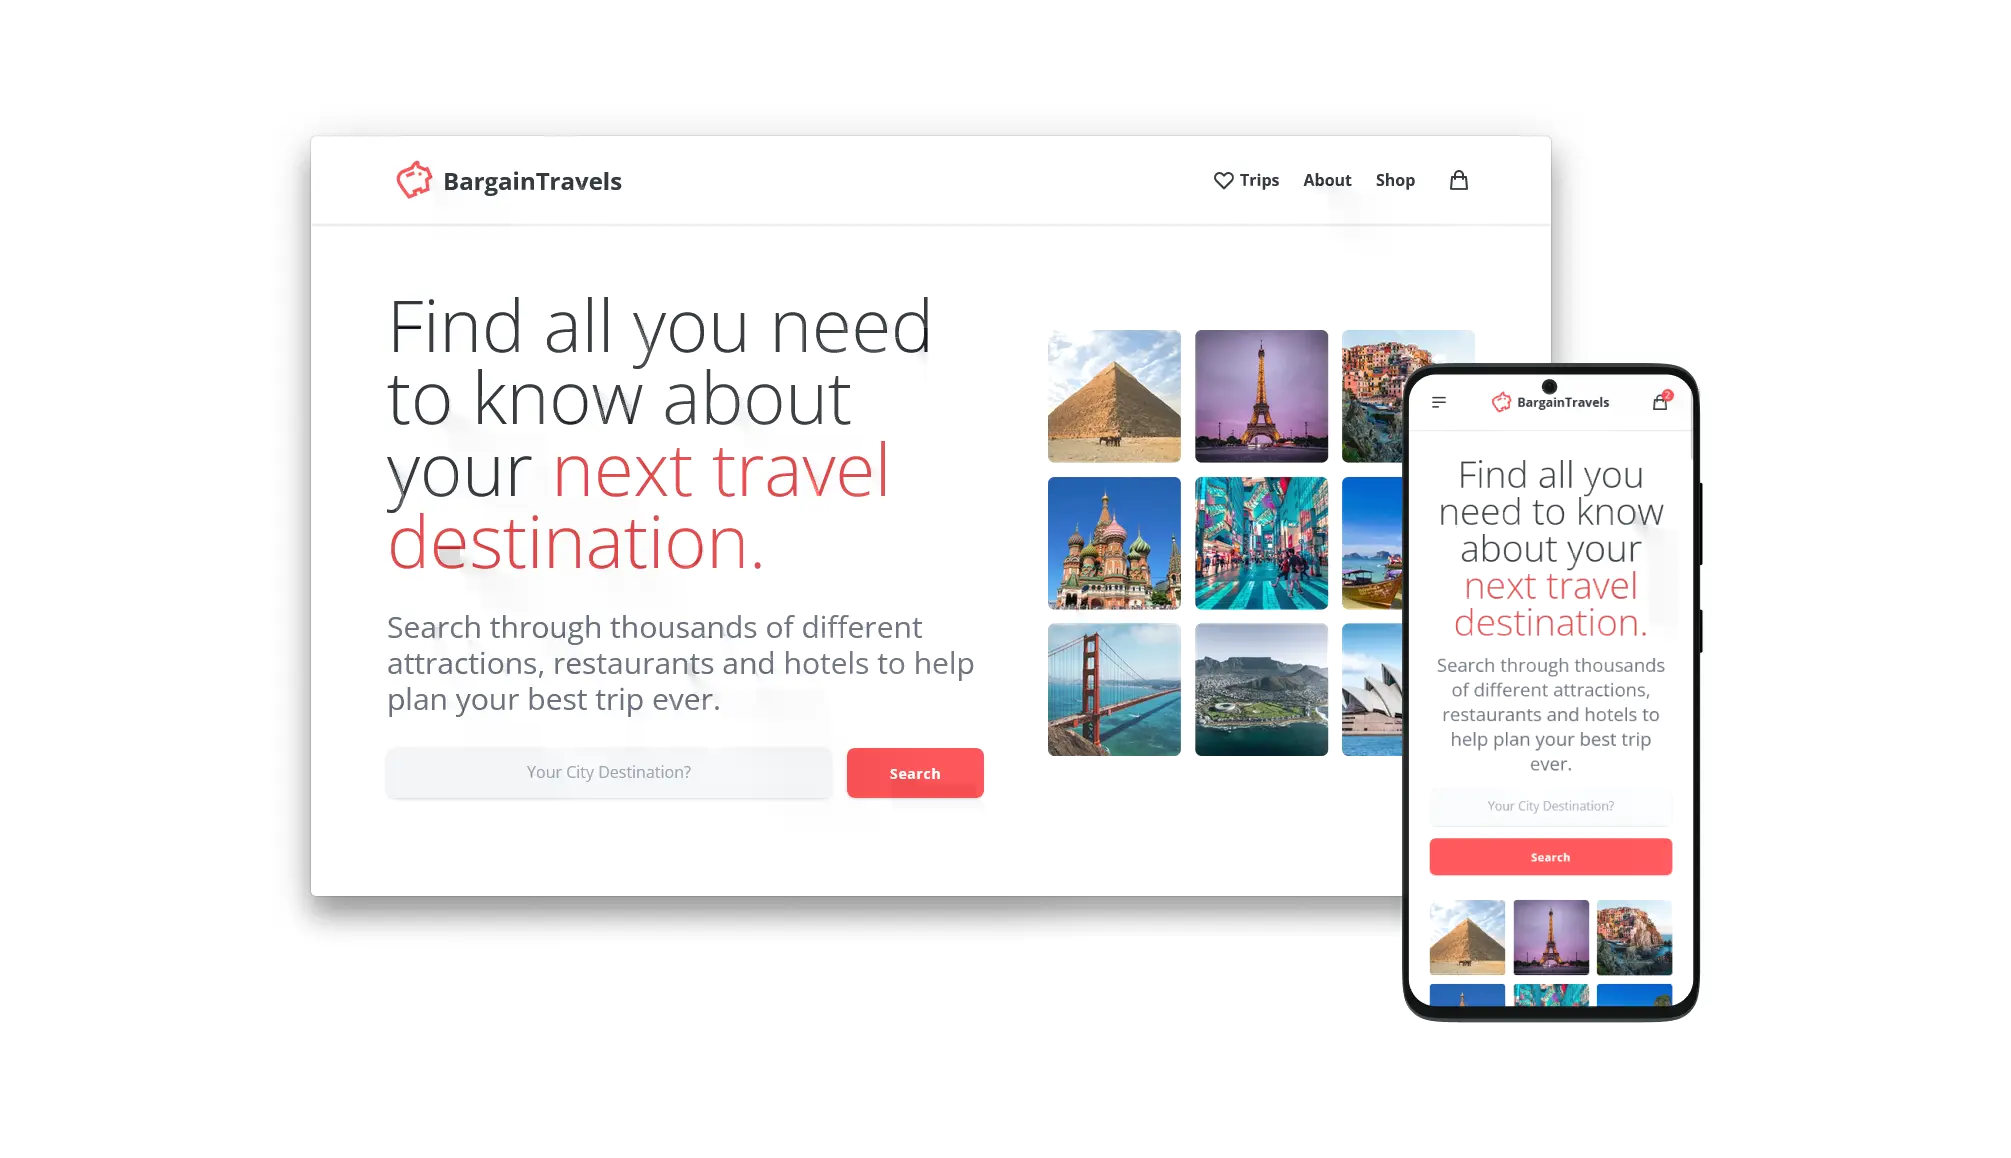 BargainTravels
Trips About Shop
Find all you need
to know about
your next travel
destination.
Search through thousands of different
attractions, restaurants and hotels to help
plan your best trip ever.
Your City Destination?
Search
2
BargainTravels
Find all you
need to know
about your
next travel
destination.
Search through thousands
of different attractions,
restaurants and hotels to
help plan your best trip
ever.
Your City Destination?
Search